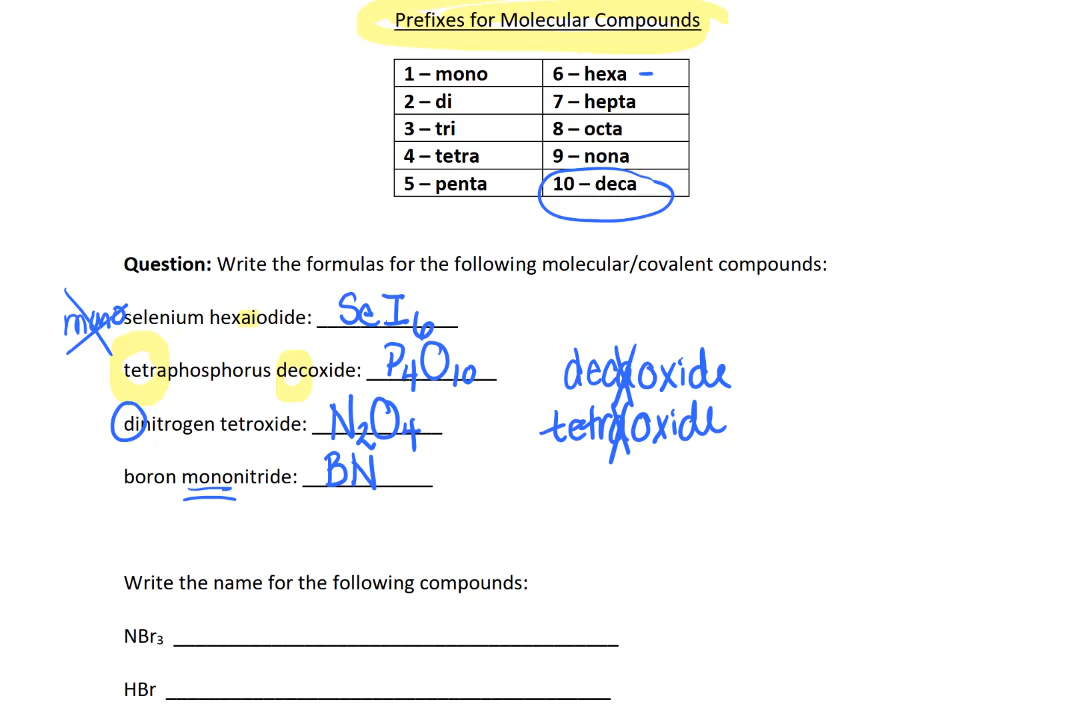 Prefixes for Molecular Compounds
1 – mono 6 – hexa -
2 – di 7 – hepta
3 – tri 8 – octa
4 – tetra 9 – nona
5 – penta 10 – deca
Question: Write the formulas for the following molecular/covalent compounds:
mono selenium hexaiodide: SeI6
tetraphosphorus decoxide: P4O10 decaoxide
dinitrogen tetroxide: N2O4 tetraoxide
boron mononitride: BN
Write the name for the following compounds:
NBr3
HBr